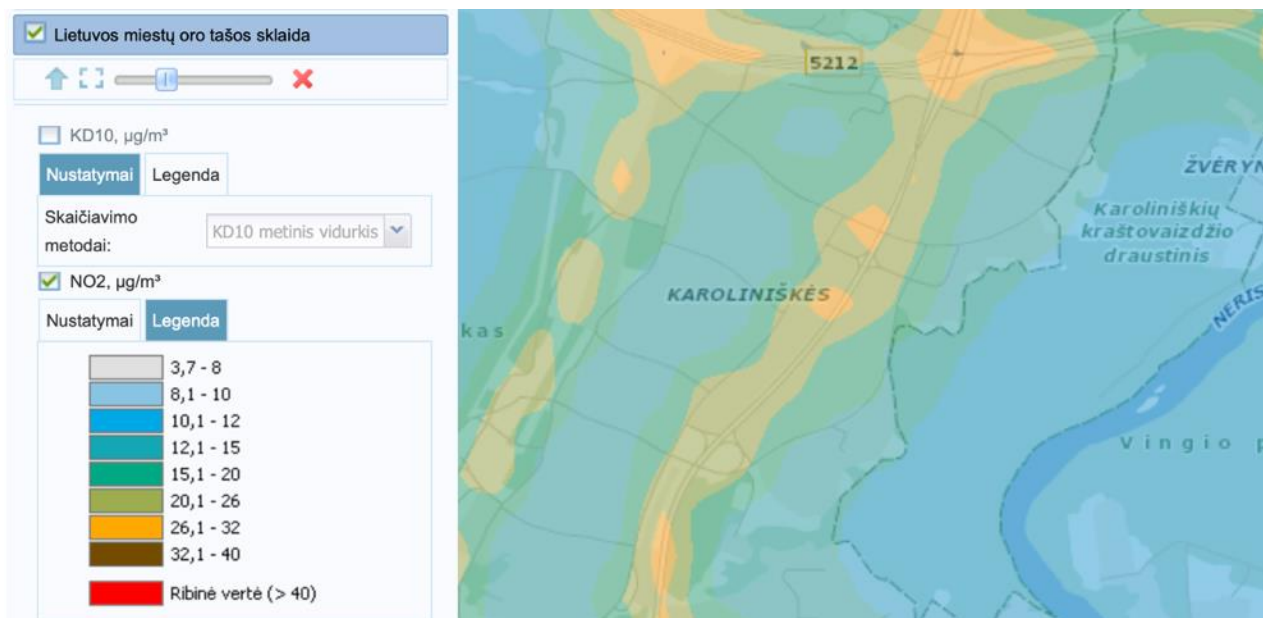 Lietuvos miestų oro tašos sklaida
KD10, µg/m³
Nustatymai Legenda
Skaičiavimo
metodai:
KD10 metinis vidurkis
NO2, µg/m³
Nustatymai Legenda
3,7 - 8
8,1 - 10
10,1 - 12
12,1 - 15
15,1 - 20
20,1 - 26
26,1 - 32
32,1 - 40
Ribinė vertė (> 40)
5212
ŽVĖRYN
Karoliniškių
kraštovaizdžio
draustinis
KAROLINIŠKĖS
NERIS
kas
Vingio p